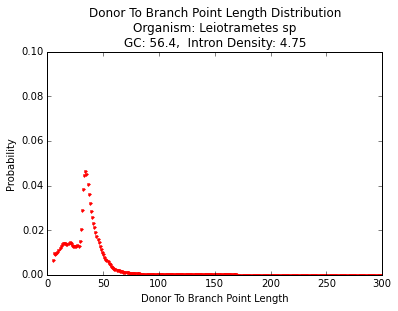 Donor To Branch Point Length Distribution
Organism: Leiotrametes sp
GC: 56.4,  Intron Density: 4.75
0.10
0.08
0.06
0.04
0.02
0.00
Probability
0 50 100 150 200 250 300
Donor To Branch Point Length